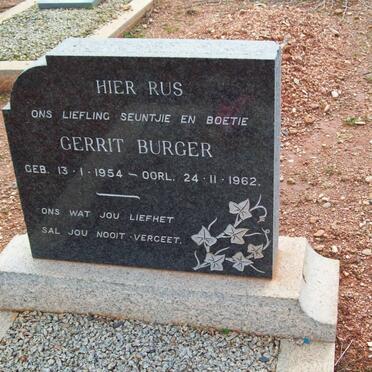 HIER RUS
ONS LIEFLING SEUNTJIE EN BOETIE
GERRIT BURGER
GEB. 13·1·1954 — OORL. 24·11·1962.
ONS WAT JOU LIEFHET
SAL JOU NOOIT VERGEET.